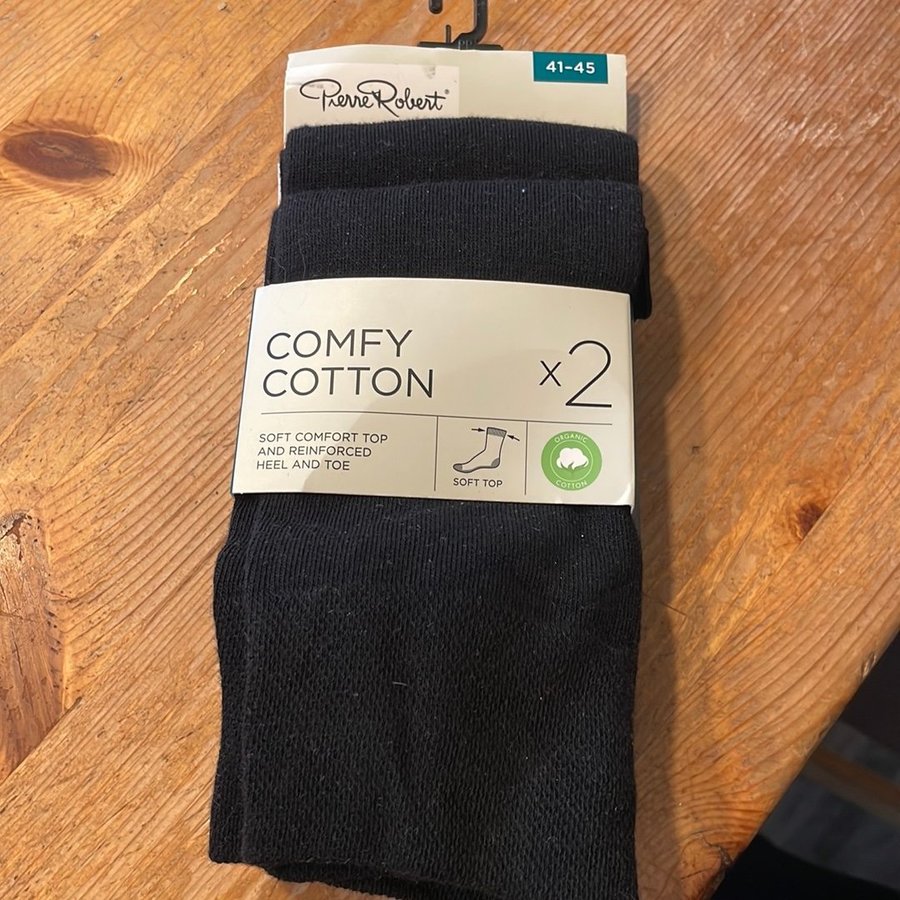 41-45
Pierre Robert®
COMFY
COTTON
x2
SOFT COMFORT TOP
AND REINFORCED
HEEL AND TOE
SOFT TOP
ORGANIC
COTTON